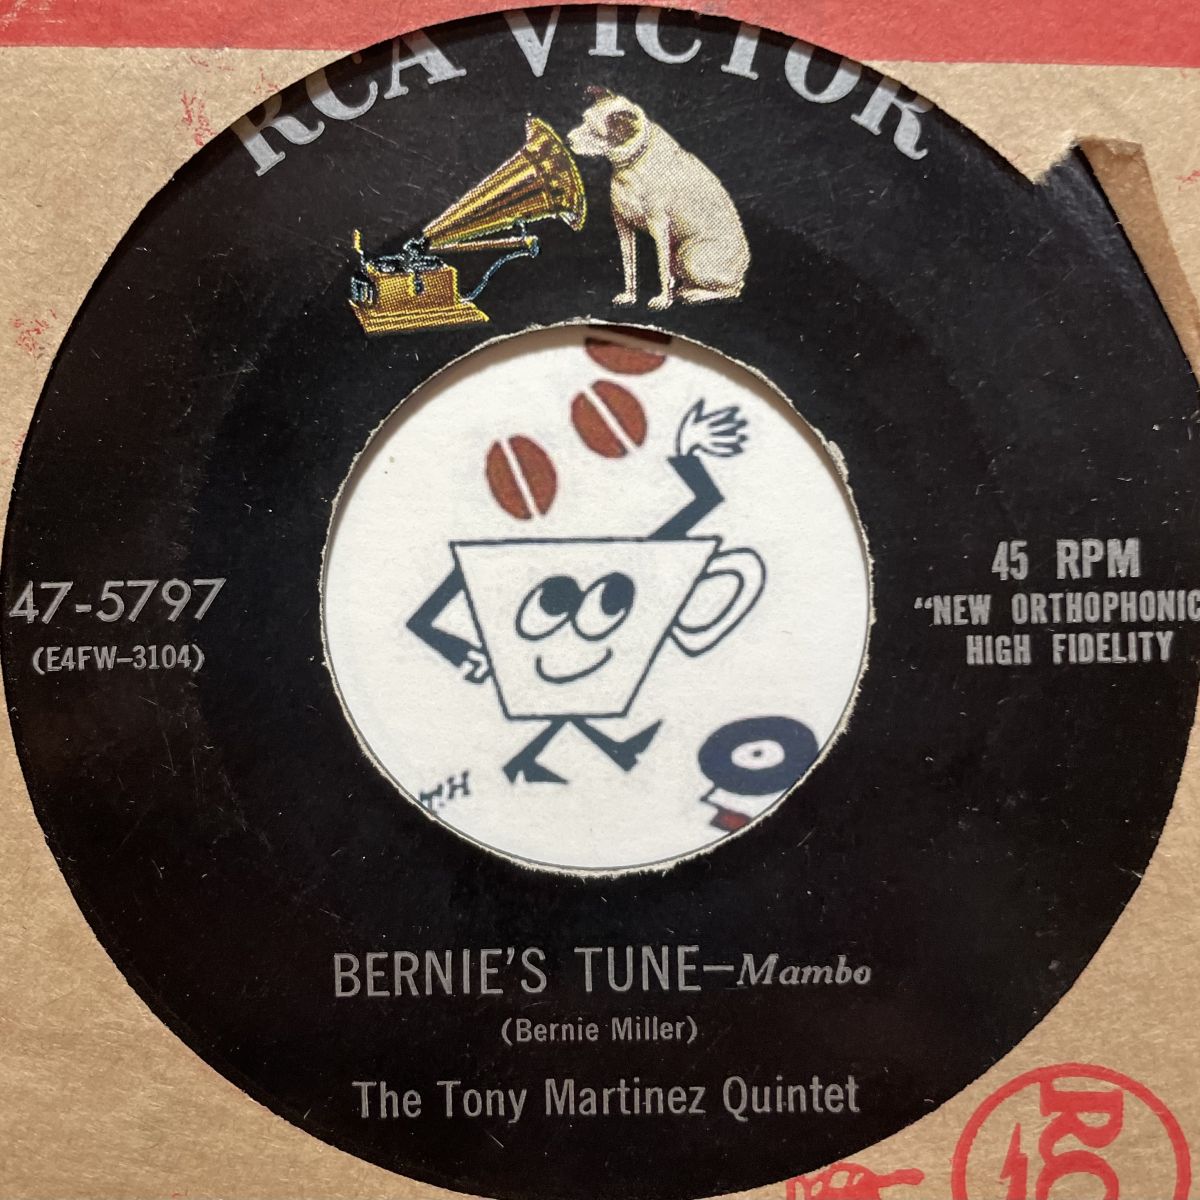 RCA VICTOR
47-5797
(E4FW-3104)
45 RPM
"NEW ORTHOPHONIC
HIGH FIDELITY
BERNIE'S TUNE—Mambo
(Bernie Miller)
The Tony Martinez Quintet